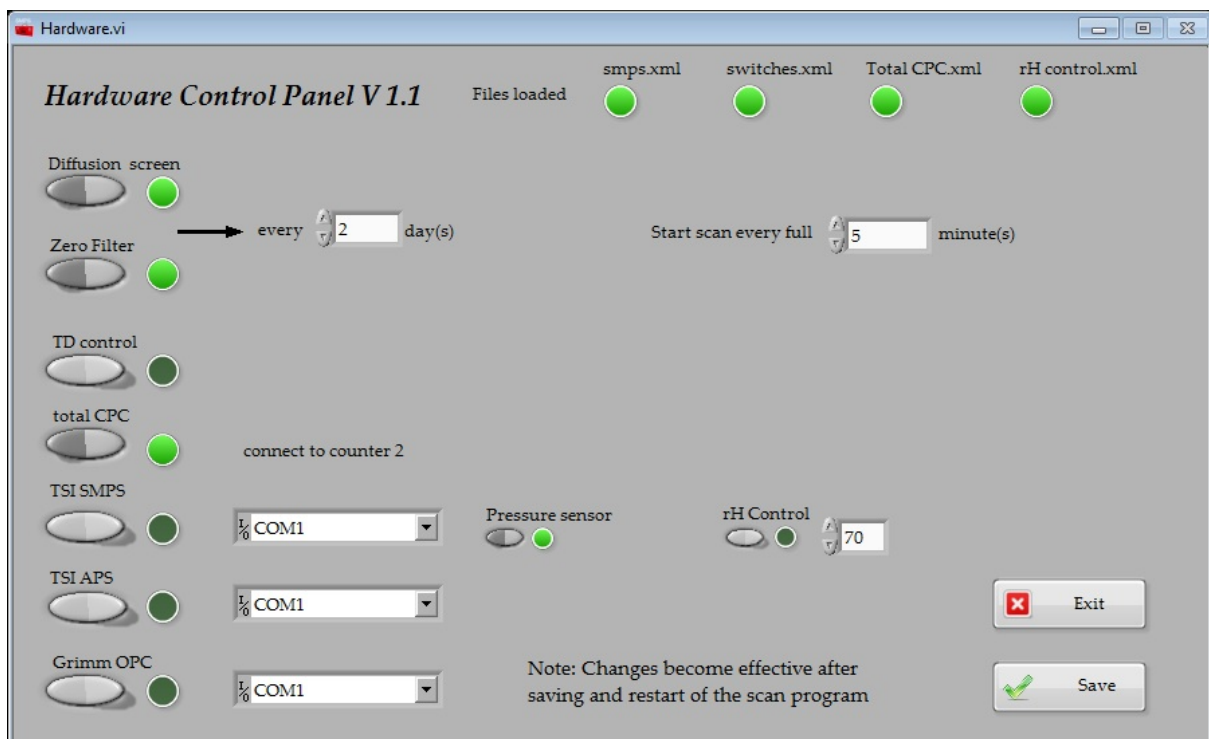 Hardware.vi
smps.xml switches.xml Total CPC.xml rH control.xml
Hardware Control Panel V 1.1 Files loaded
Diffusion screen
every 2 day(s) Start scan every full 5 minute(s)
Zero Filter
TD control
total CPC
connect to counter 2
TSI SMPS
I/O COM1 Pressure sensor rH Control 70
TSI APS
I/O COM1 Exit
Grimm OPC
I/O COM1 Note: Changes become effective after
saving and restart of the scan program Save